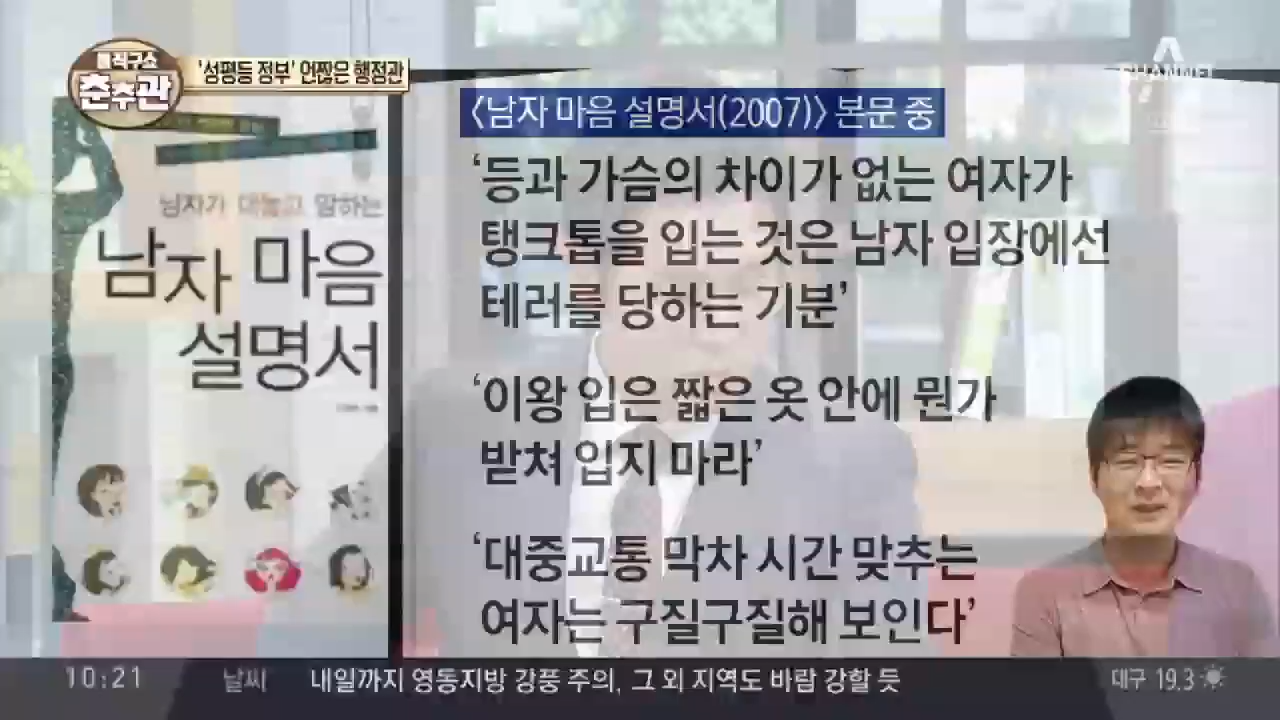 돌직구쇼
춘추관
'성평등 정부' 언짢은 행정관
CHANNEL
남자가 대놓고 말하는
남자 마음
설명서
<남자 마음 설명서(2007)> 본문 중
'등과 가슴의 차이가 없는 여자가
탱크톱을 입는 것은 남자 입장에선
테러를 당하는 기분'
'이왕 입은 짧은 옷 안에 뭔가
받쳐 입지 마라'
'대중교통 막차 시간 맞추는
여자는 구질구질해 보인다'
10:21 날씨 내일까지 영동지방 강풍 주의, 그 외 지역도 바람 강할 듯 대구 19.3